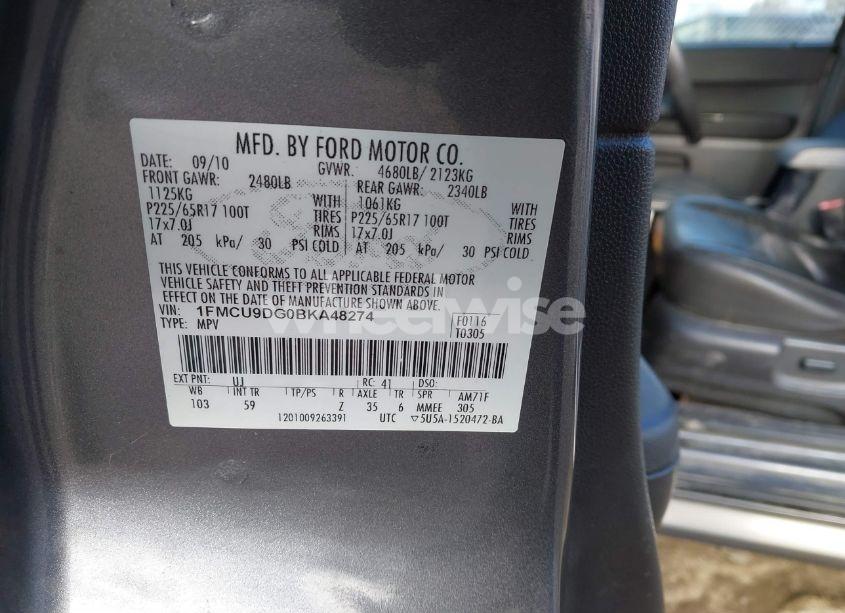 MFD. BY FORD MOTOR CO.
DATE: 09/10 GVWR: 4680LB/ 2123KG
FRONT GAWR: 2480LB REAR GAWR: 2340LB
1125KG WITH 1061KG WITH
P225/65R17 100T TIRES P225/65R17 100T TIRES
17x7.0J RIMS 17x7.0J RIMS
AT 205 kPa/ 30 PSI COLD AT 205 kPa/ 30 PSI COLD
THIS VEHICLE CONFORMS TO ALL APPLICABLE FEDERAL MOTOR
VEHICLE SAFETY AND THEFT PREVENTION STANDARDS IN
EFFECT ON THE DATE OF MANUFACTURE SHOWN ABOVE.
VIN: 1FMCU9DG0BKA48274 F0116
TYPE: MPV T0305
wheelwise
EXT PNT: UJ RC: 41 DSO:
WB INT TR TP/PS R AXLE TR SPR AM71F
103 59 Z 35 6 MMEE 305
1201009263391 UTC ▽5U5A-1520472-BA